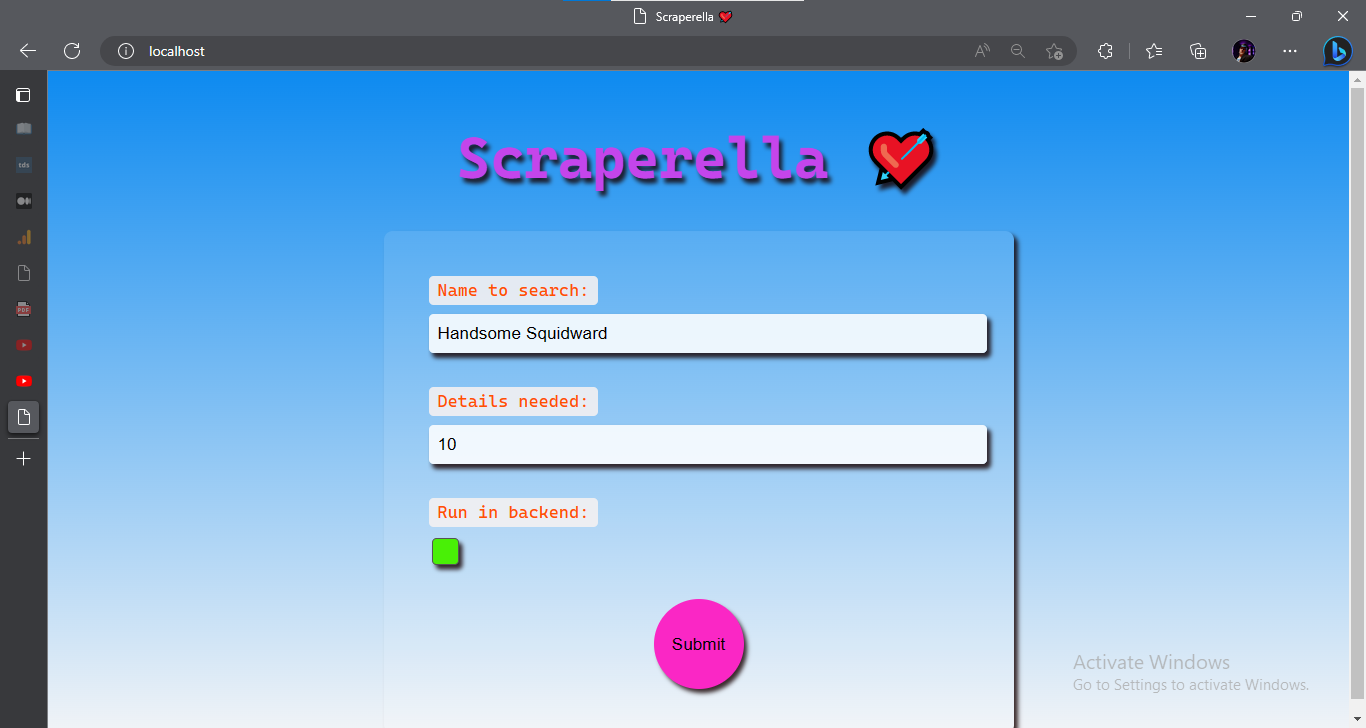 Scraperella
localhost
tds
PDF
Scraperella
Name to search:
Handsome Squidward
Details needed:
10
Run in backend:
Submit
Activate Windows
Go to Settings to activate Windows.